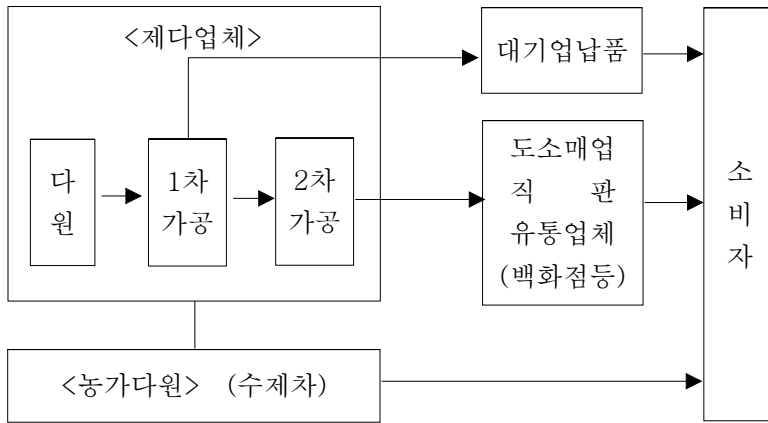 <제다업체>
대기업납품
다
원
1차
가공
2차
가공
도소매업
직 판
유통업체
(백화점등)
소
비
자
<농가다원> (수제차)